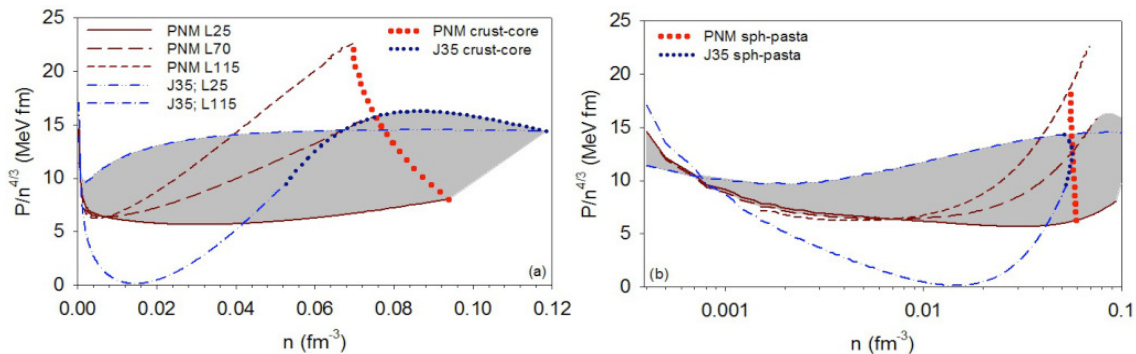 PNM L25
PNM L70
PNM L115
J35; L25
J35; L115
PNM crust-core
J35 crust-core
P/n^{4/3} (MeV fm)
20
15
10
5
0
0.00 0.02 0.04 0.06 0.08 0.10 0.12
n (fm^{-3})
(a)
PNM sph-pasta
J35 sph-pasta
P/n^{4/3} (MeV fm)
25
20
15
10
5
0
0.001 0.01 0.1
n (fm^{-3})
(b)